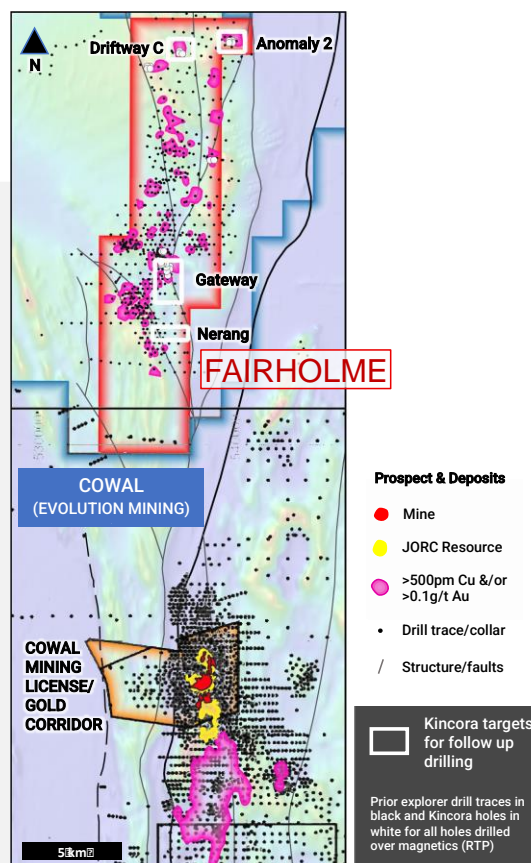 Driftway C
Anomaly 2
N
Gateway
Nerang
FAIRHOLME
COWAL
(EVOLUTION MINING)
Prospect & Deposits
Mine
JORC Resource
>500pm Cu &/or
>0.1g/t Au
Drill trace/collar
Structure/faults
COWAL
MINING
LICENSE/
GOLD
CORRIDOR
Kincora targets
for follow up
drilling
Prior explorer drill traces in
black and Kincora holes in
white for all holes drilled
over magnetics (RTP)